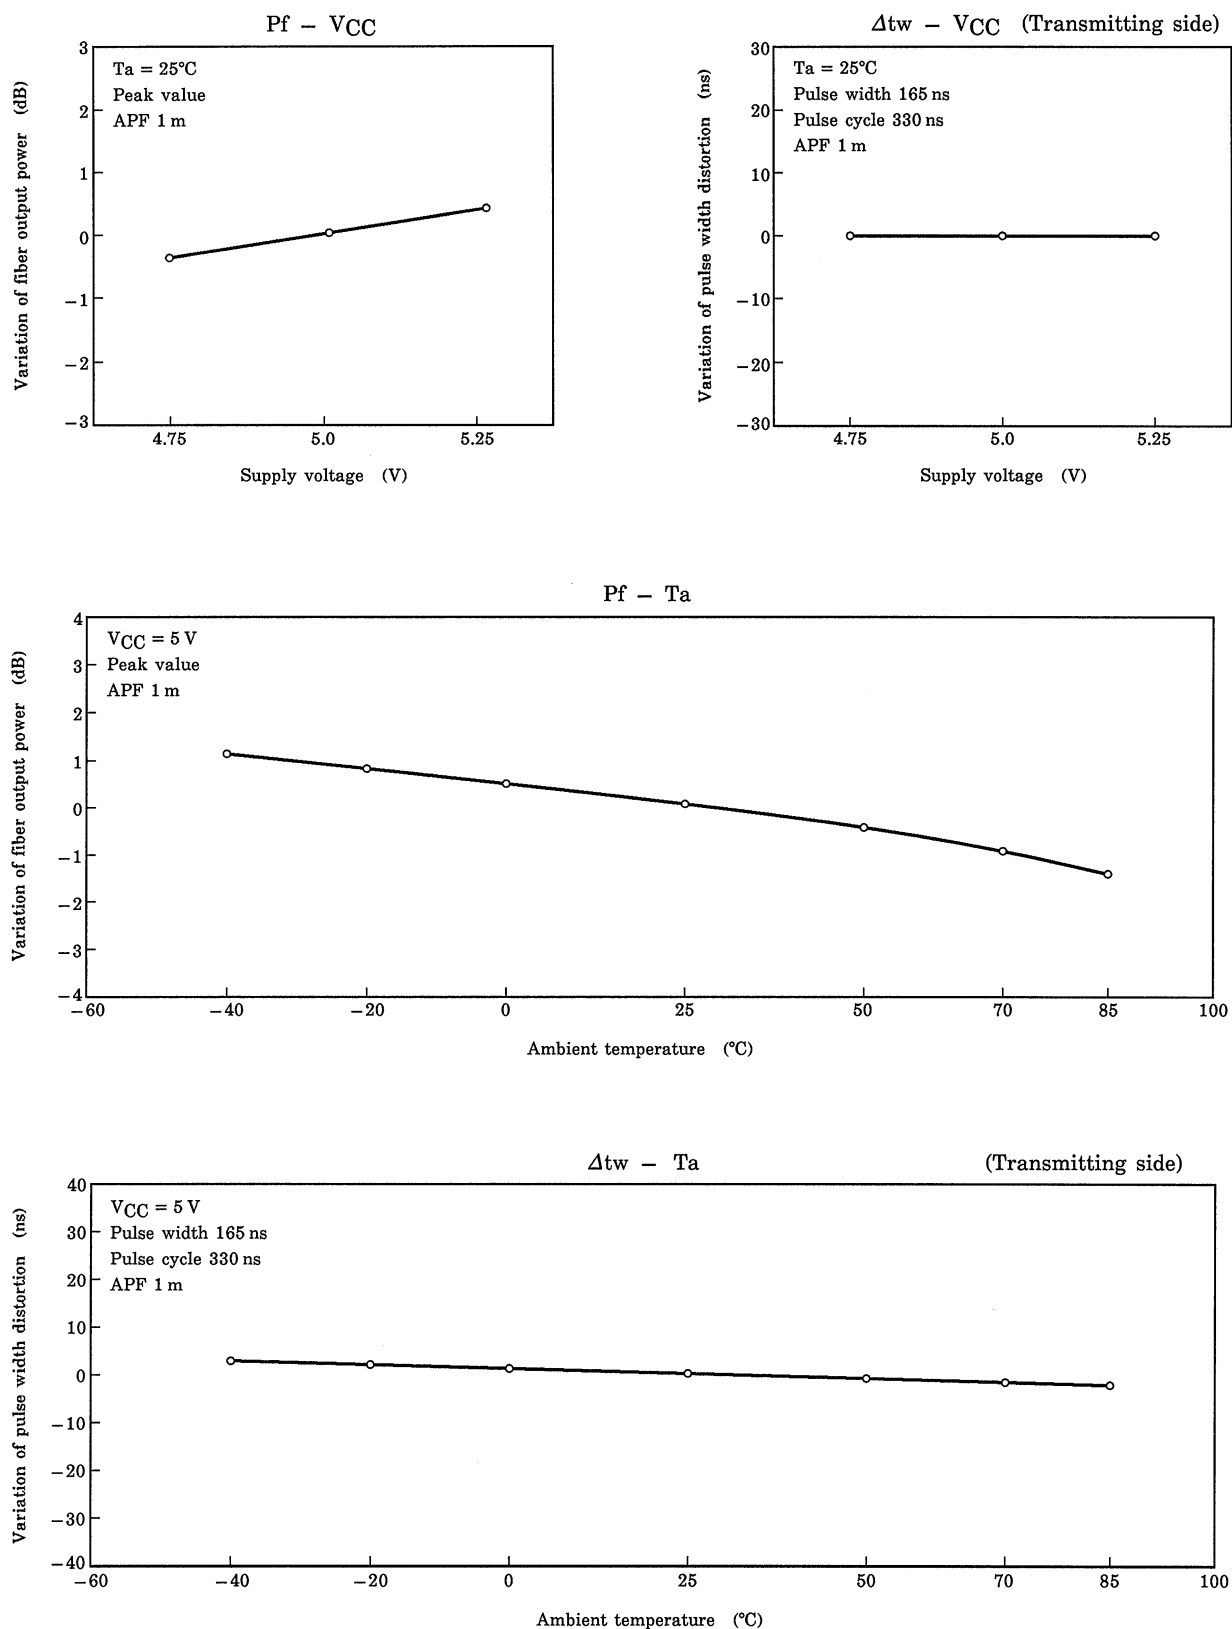 Pf – VCC
Variation of fiber output power (dB)
Ta = 25°C
Peak value
APF 1 m
3
2
1
0
−1
−2
−3
4.75 5.0 5.25
Supply voltage (V)
Δtw – VCC (Transmitting side)
Variation of pulse width distortion (ns)
Ta = 25°C
Pulse width 165 ns
Pulse cycle 330 ns
APF 1 m
30
20
10
0
−10
−20
−30
4.75 5.0 5.25
Supply voltage (V)
Pf – Ta
Variation of fiber output power (dB)
VCC = 5 V
Peak value
APF 1 m
4
3
2
1
0
−1
−2
−3
−4
−60 −40 −20 0 25 50 70 85 100
Ambient temperature (°C)
Δtw – Ta (Transmitting side)
Variation of pulse width distortion (ns)
VCC = 5 V
Pulse width 165 ns
Pulse cycle 330 ns
APF 1 m
40
30
20
10
0
−10
−20
−30
−40
−60 −40 −20 0 25 50 70 85 100
Ambient temperature (°C)